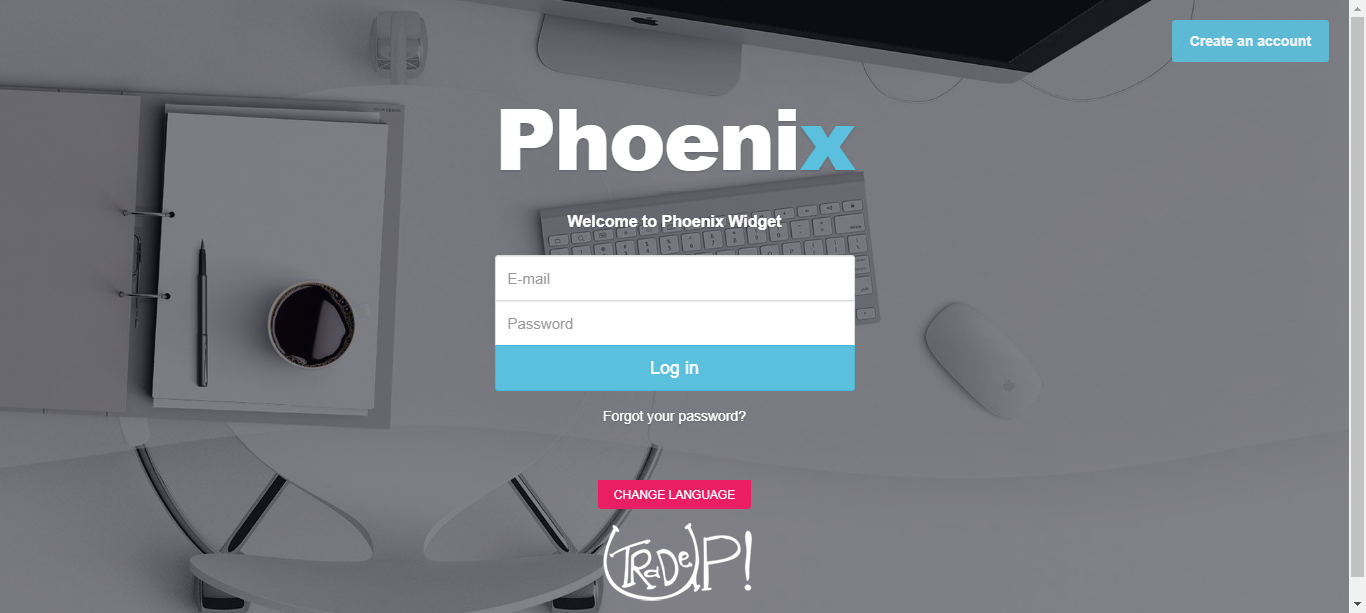 Create an account
Phoenix
Welcome to Phoenix Widget
E-mail
Password
Log in
Forgot your password?
CHANGE LANGUAGE
TRaDeUP!